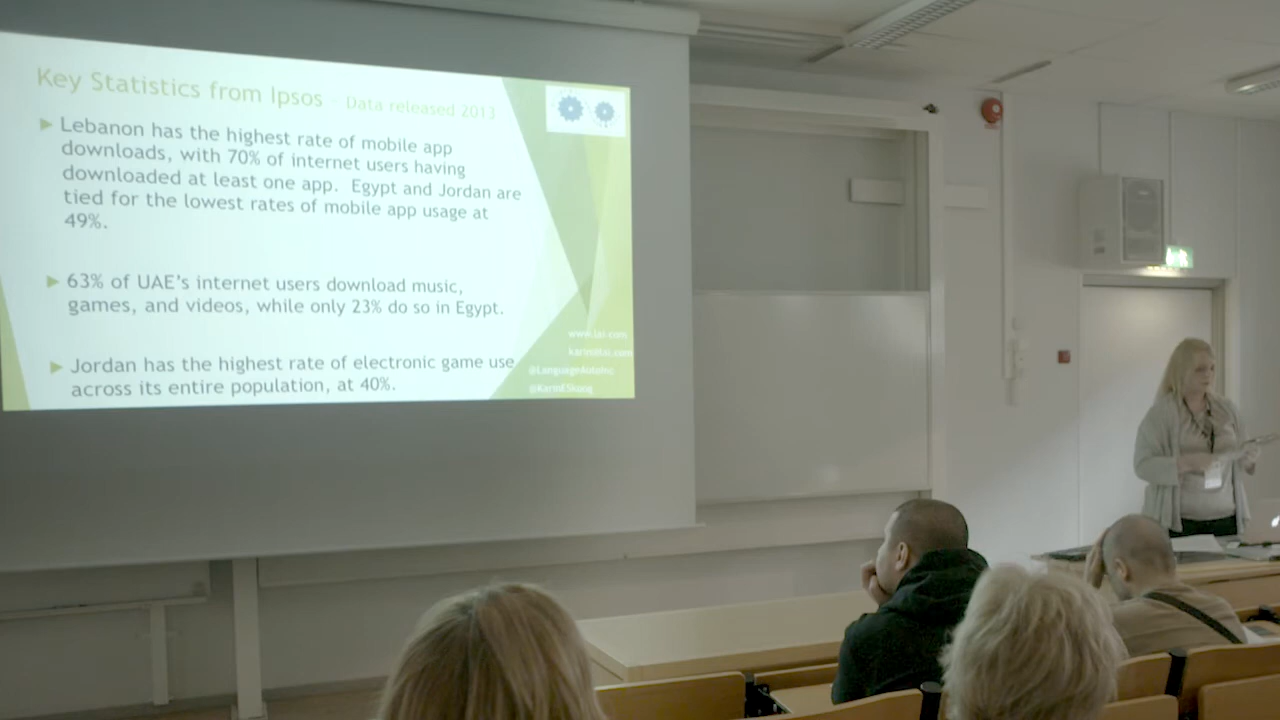 Key Statistics from Ipsos - Data released 2013
Lebanon has the highest rate of mobile app
downloads, with 70% of internet users having
downloaded at least one app. Egypt and Jordan are
tied for the lowest rates of mobile app usage at
49%.
63% of UAE's internet users download music,
games, and videos, while only 23% do so in Egypt.
Jordan has the highest rate of electronic game use
across its entire population, at 40%.